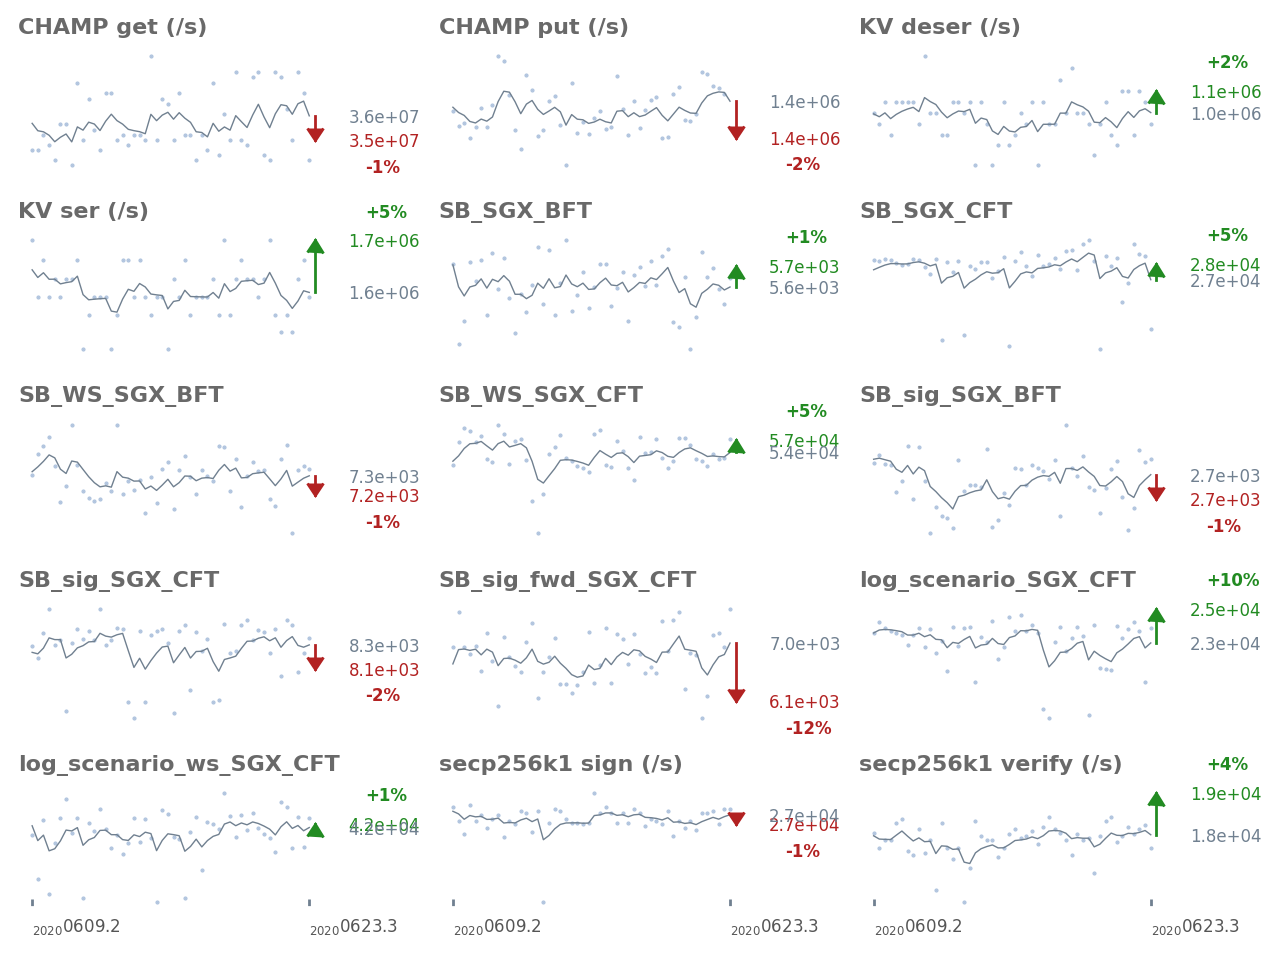 CHAMP get (/s)
3.6e+07
3.5e+07
-1%
CHAMP put (/s)
1.4e+06
1.4e+06
-2%
KV deser (/s)
+2%
1.1e+06
1.0e+06
KV ser (/s)
+5%
1.7e+06
1.6e+06
SB_SGX_BFT
+1%
5.7e+03
5.6e+03
SB_SGX_CFT
+5%
2.8e+04
2.7e+04
SB_WS_SGX_BFT
7.3e+03
7.2e+03
-1%
SB_WS_SGX_CFT
+5%
5.7e+04
5.4e+04
SB_sig_SGX_BFT
2.7e+03
2.7e+03
-1%
SB_sig_SGX_CFT
8.3e+03
8.1e+03
-2%
SB_sig_fwd_SGX_CFT
7.0e+03
6.1e+03
-12%
log_scenario_SGX_CFT
+10%
2.5e+04
2.3e+04
log_scenario_ws_SGX_CFT
+1%
4.2e+04
4.2e+04
secp256k1 sign (/s)
2.7e+04
2.7e+04
-1%
secp256k1 verify (/s)
+4%
1.9e+04
1.8e+04
20200609.2
20200623.3
20200609.2
20200623.3
20200609.2
20200623.3